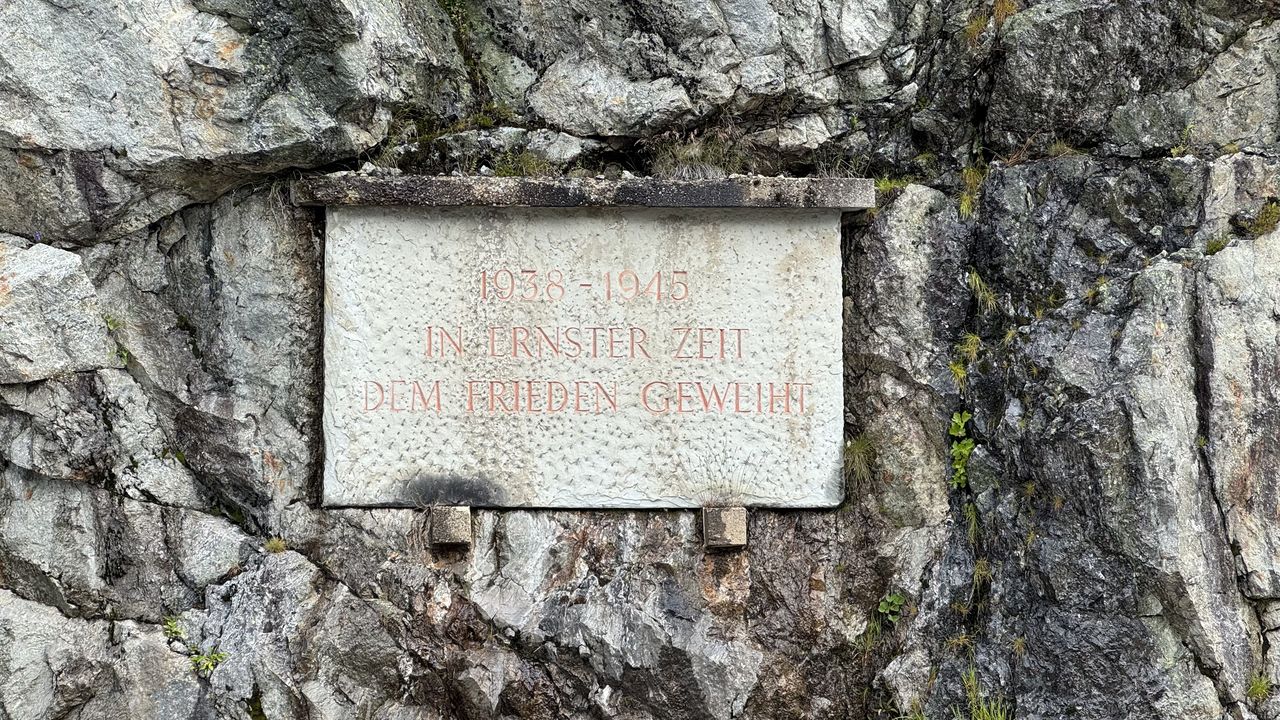 1938-1945
IN ERNSTER ZEIT
DEM FRIEDEN GEWEIHT